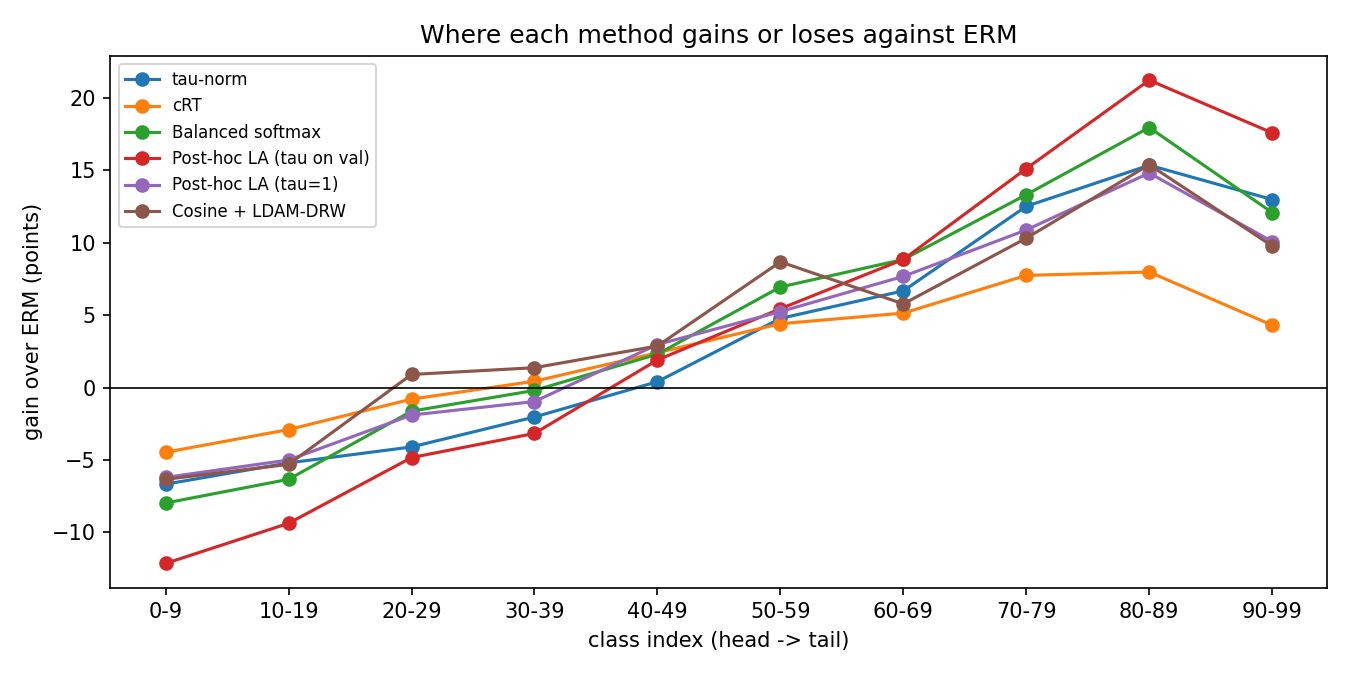 Where each method gains or loses against ERM
tau-norm
cRT
Balanced softmax
Post-hoc LA (tau on val)
Post-hoc LA (tau=1)
Cosine + LDAM-DRW
gain over ERM (points)
20
15
10
5
0
−5
−10
0-9 10-19 20-29 30-39 40-49 50-59 60-69 70-79 80-89 90-99
class index (head -> tail)